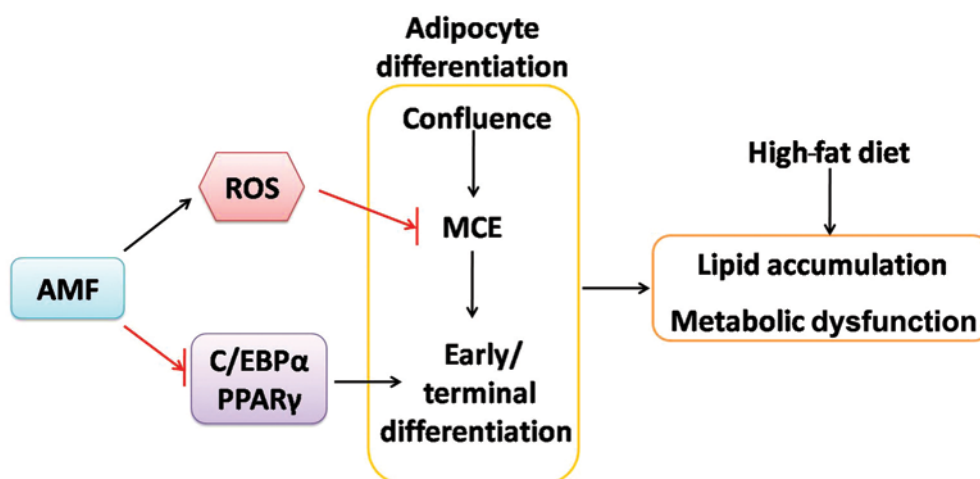 Adipocyte
differentiation
Confluence
High-fat diet
ROS
MCE
Lipid accumulation
AMF
Metabolic dysfunction
C/EBPα
PPARγ
Early/
terminal
differentiation